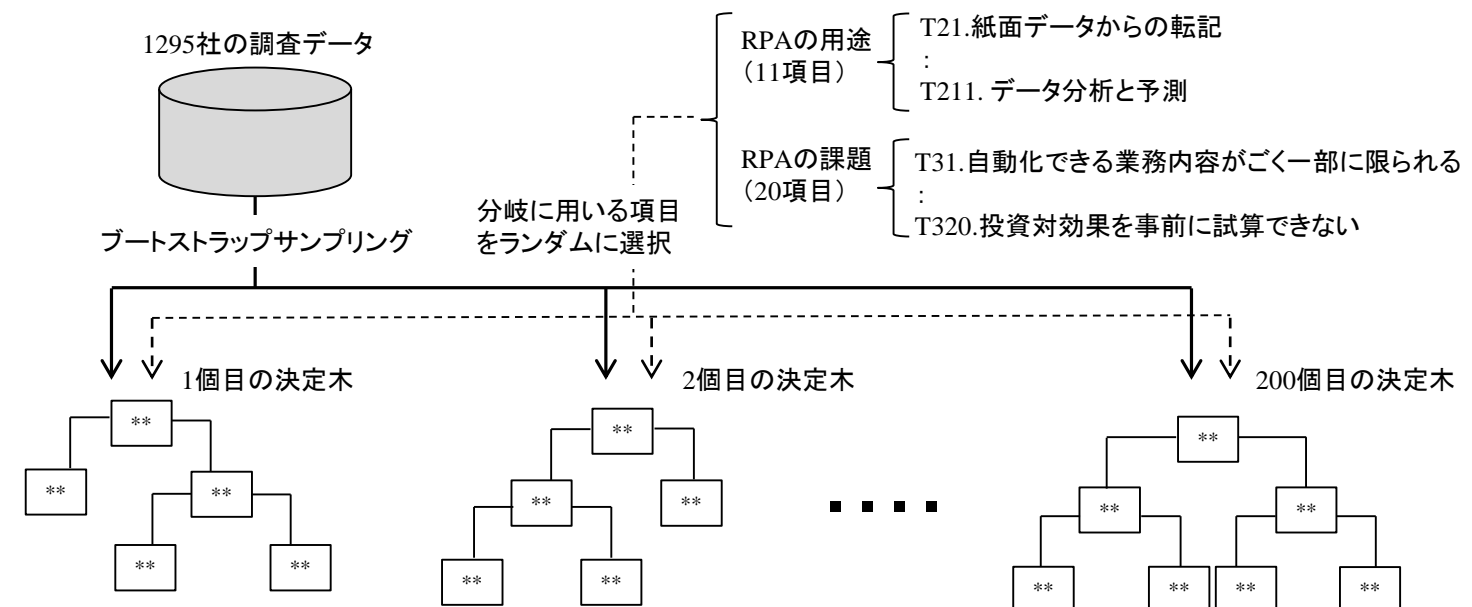 1295社の調査データ
ブートストラップサンプリング
分岐に用いる項目
をランダムに選択
RPAの用途
(11項目)
T21.紙面データからの転記
:
T211. データ分析と予測
RPAの課題
(20項目)
T31.自動化できる業務内容がごく一部に限られる
:
T320.投資対効果を事前に試算できない
1個目の決定木
**
**
**
**
**
2個目の決定木
**
**
**
**
**
200個目の決定木
**
**
**
**
**
**
**